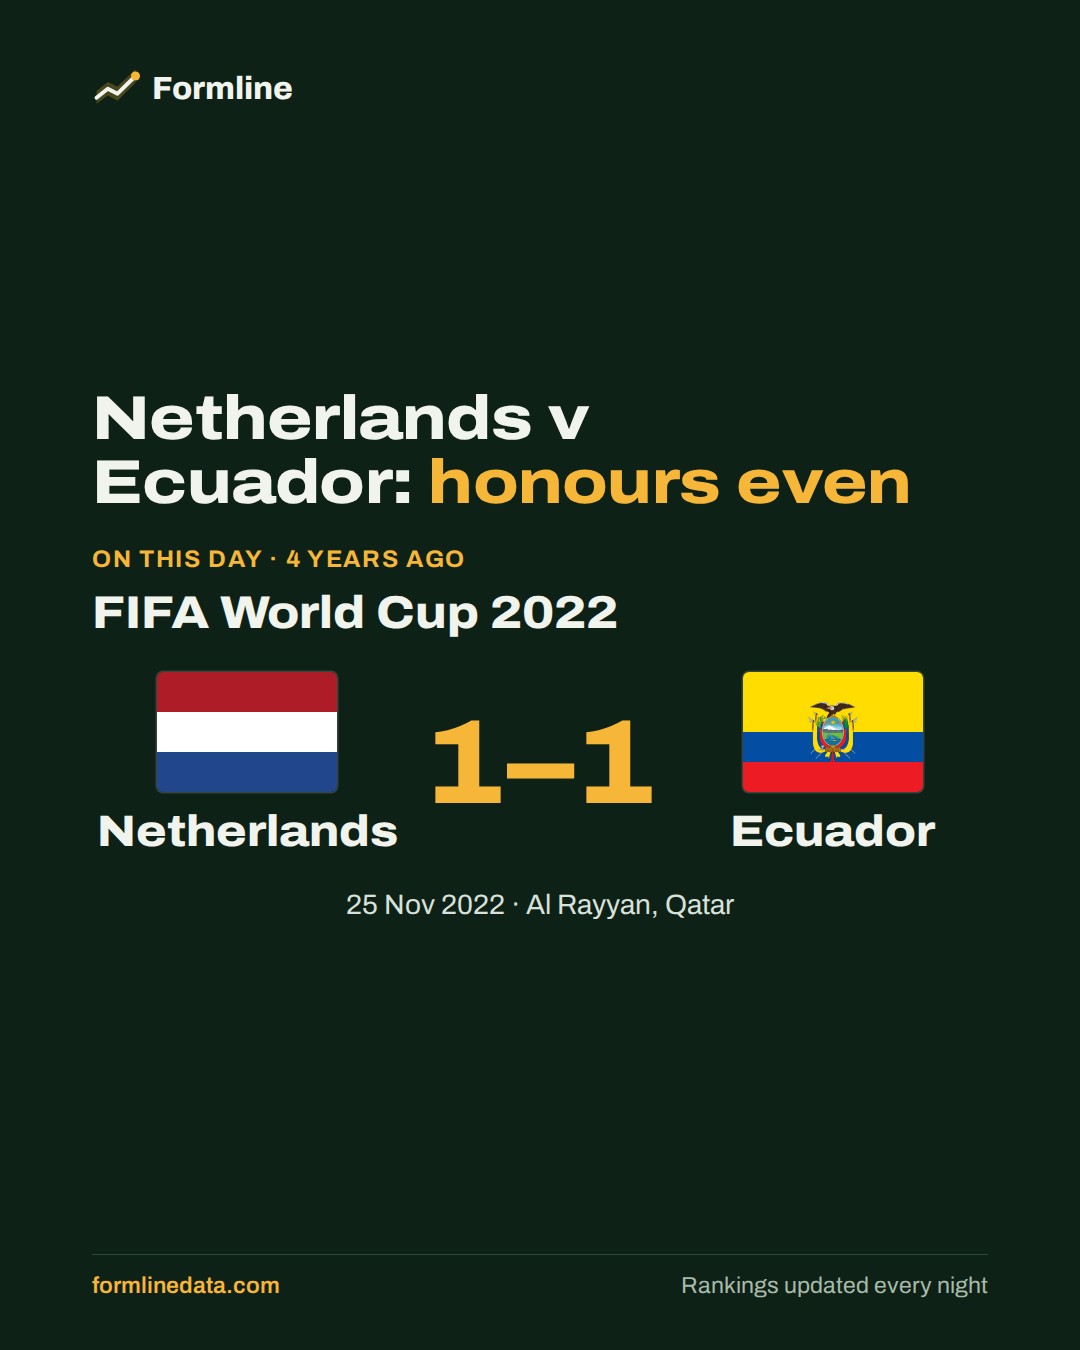 Formline
Netherlands v
Ecuador: honours even
ON THIS DAY · 4 YEARS AGO
FIFA World Cup 2022
1–1
Netherlands
Ecuador
25 Nov 2022 · Al Rayyan, Qatar
formlinedata.com
Rankings updated every night